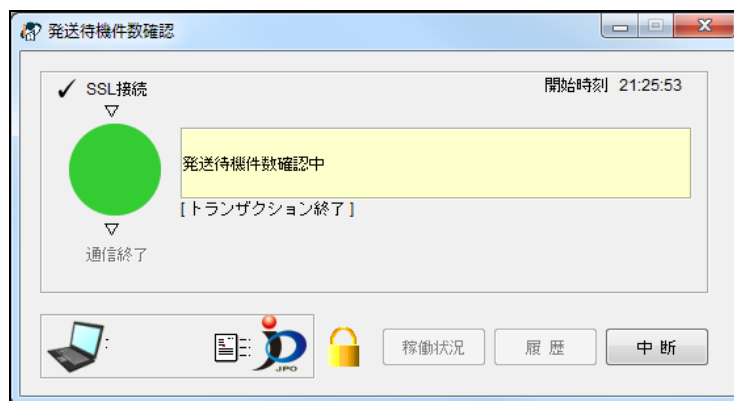 発送待機件数確認
✓ SSL接続
開始時刻 21:25:53
▽
発送待機件数確認中
[トランザクション終了]
▽
通信終了
JPO
稼働状況
履歴
中断